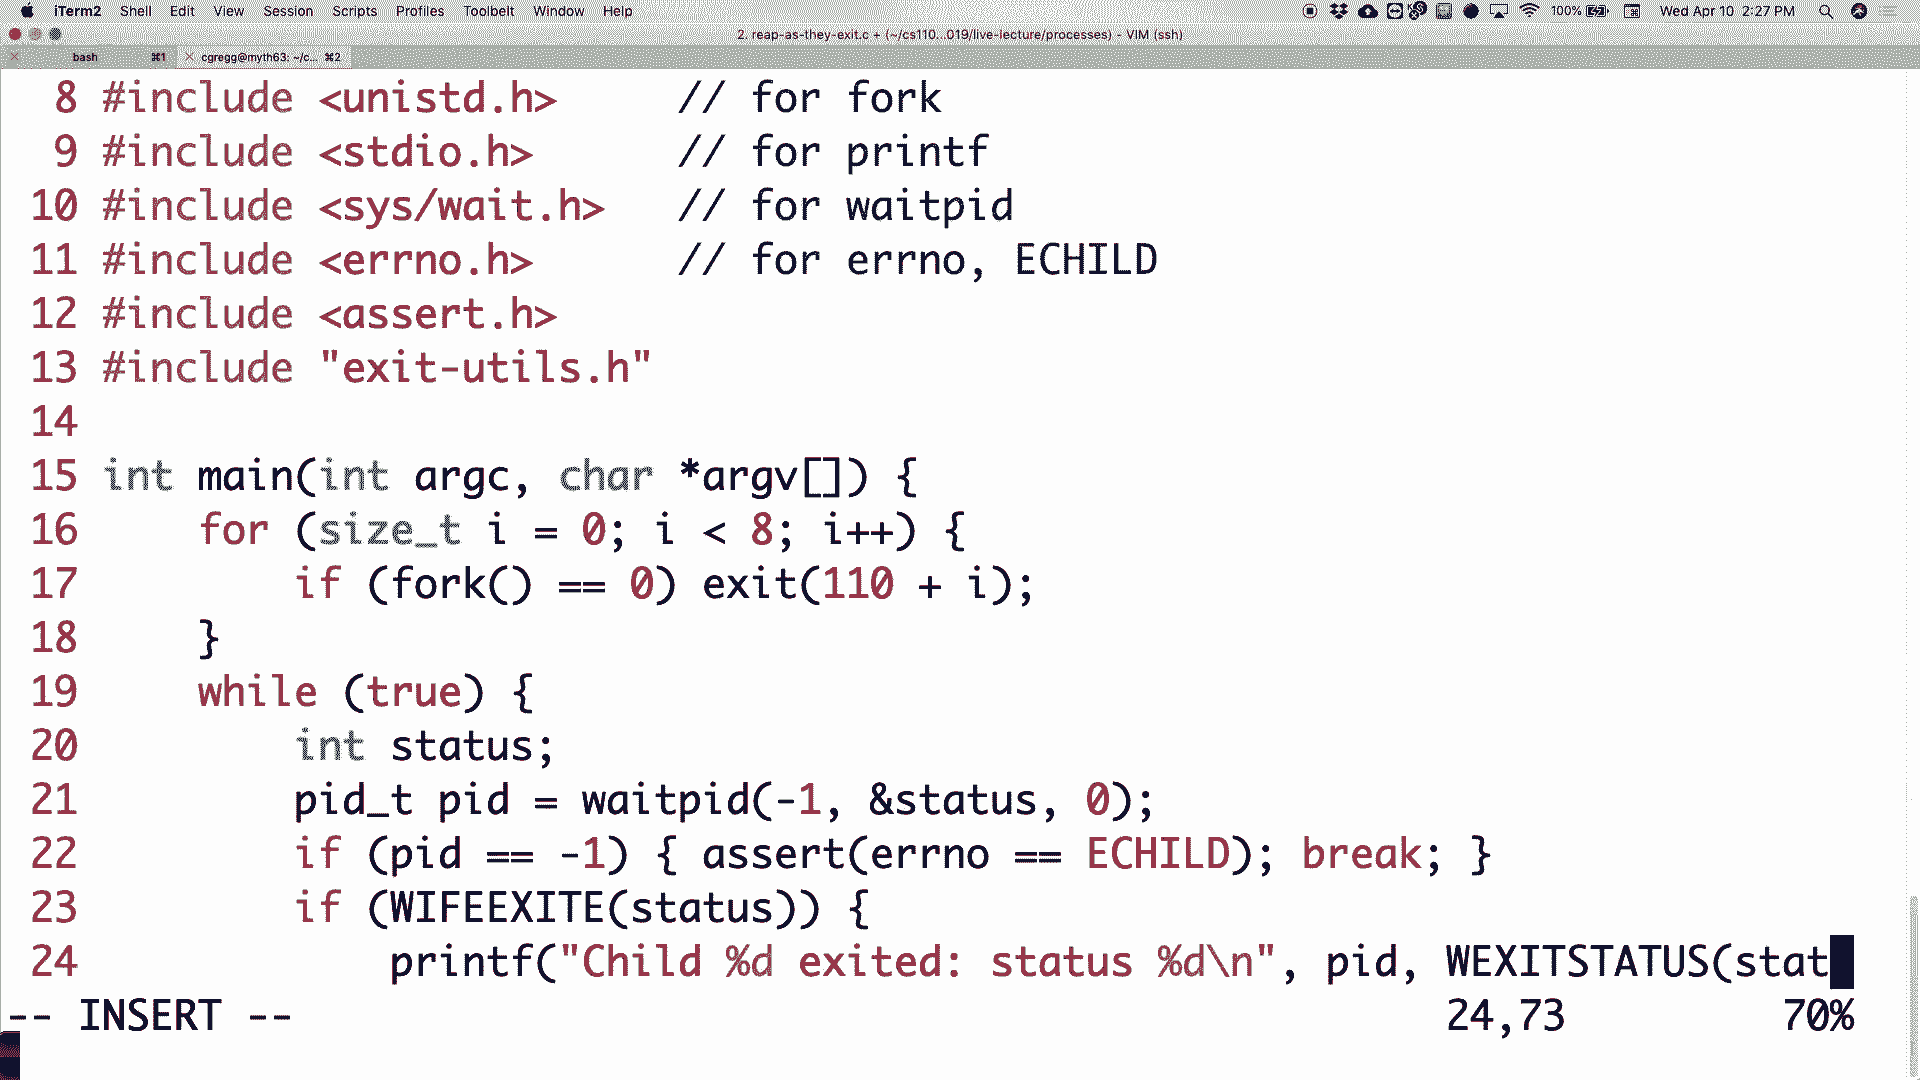 iTerm2 Shell Edit View Session Scripts Profiles Toolbelt Window Help 100% Wed Apr 10 2:27 PM
2. reap-as-they-exit.c + (~/cs110...019/live-lecture/processes) - VIM (ssh)
bash ⌘1 cgregg@myth63: ~/c... ⌘2
8 #include <unistd.h> // for fork
9 #include <stdio.h> // for printf
10 #include <sys/wait.h> // for waitpid
11 #include <errno.h> // for errno, ECHILD
12 #include <assert.h>
13 #include "exit-utils.h"
14
15 int main(int argc, char *argv[]) {
16 for (size_t i = 0; i < 8; i++) {
17 if (fork() == 0) exit(110 + i);
18 }
19 while (true) {
20 int status;
21 pid_t pid = waitpid(-1, &status, 0);
22 if (pid == -1) { assert(errno == ECHILD); break; }
23 if (WIFEEXITE(status)) {
24 printf("Child %d exited: status %d\n", pid, WEXITSTATUS(stat
-- INSERT -- 24,73 70%